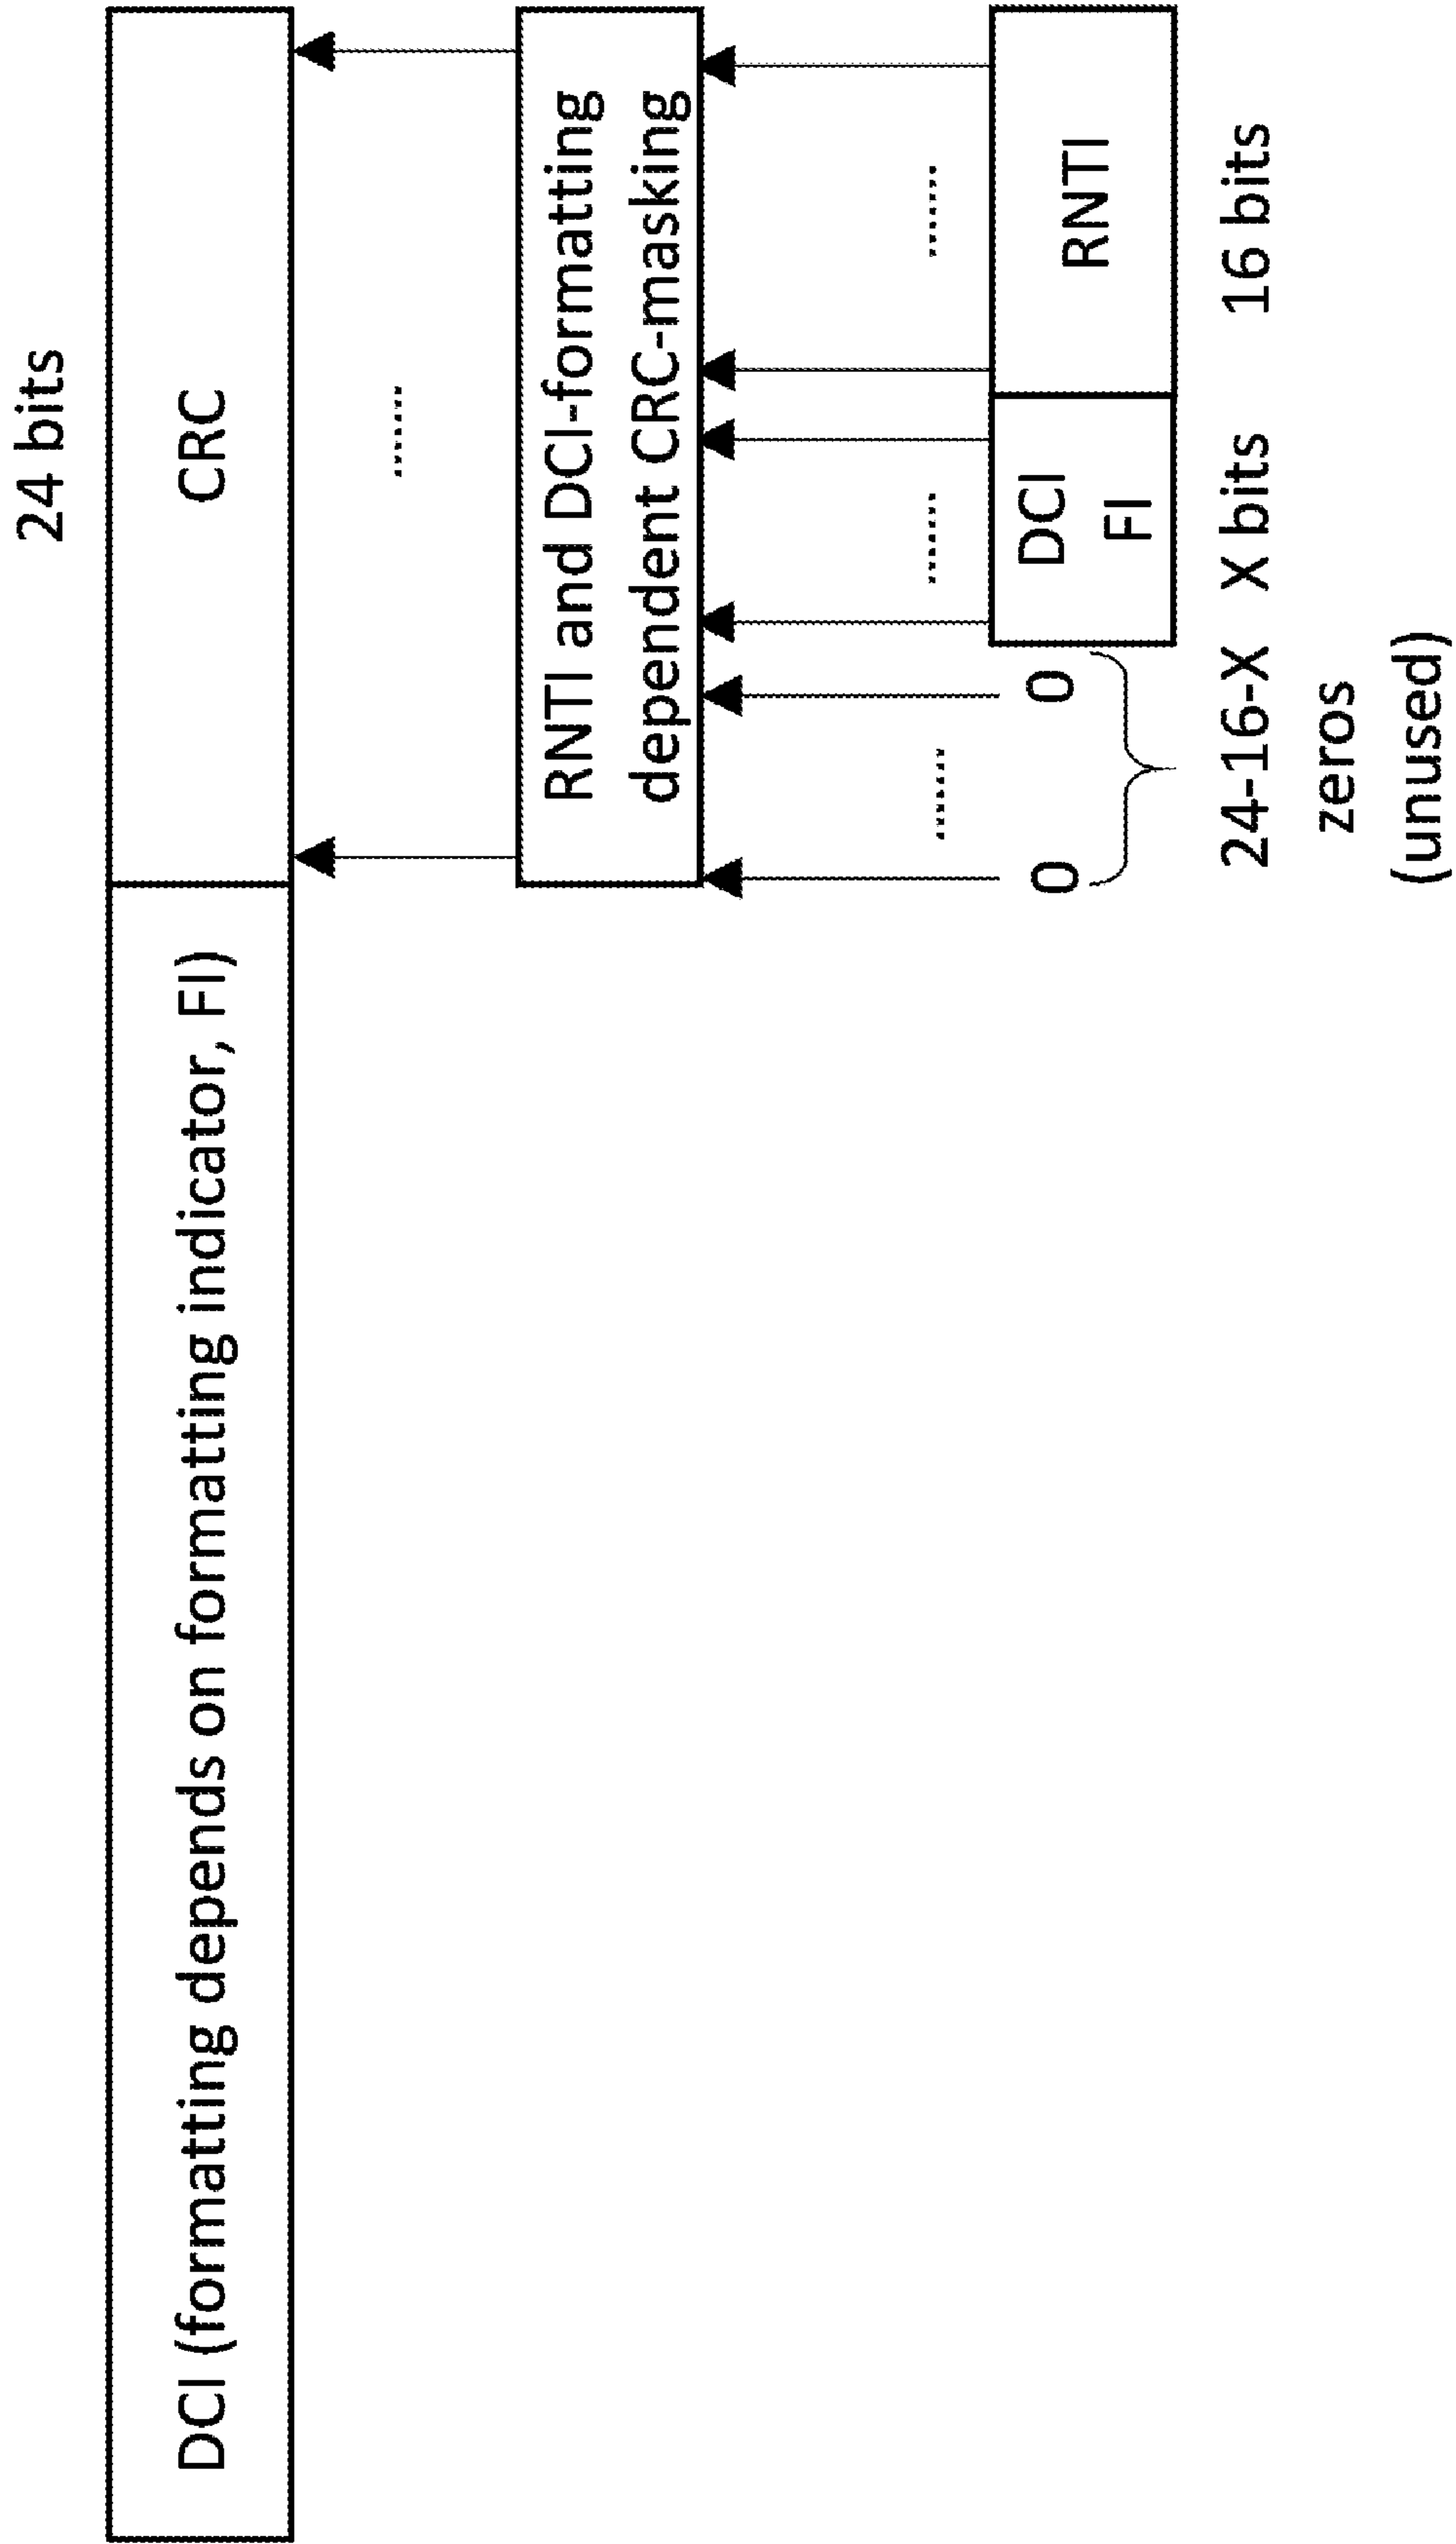 24 bits
DCI (formatting depends on formatting indicator, FI)
CRC
......
RNTI and DCI-formatting
dependent CRC-masking
......
......
......
0
0
DCI
FI
RNTI
24-16-X
zeros
(unused)
X bits
16 bits